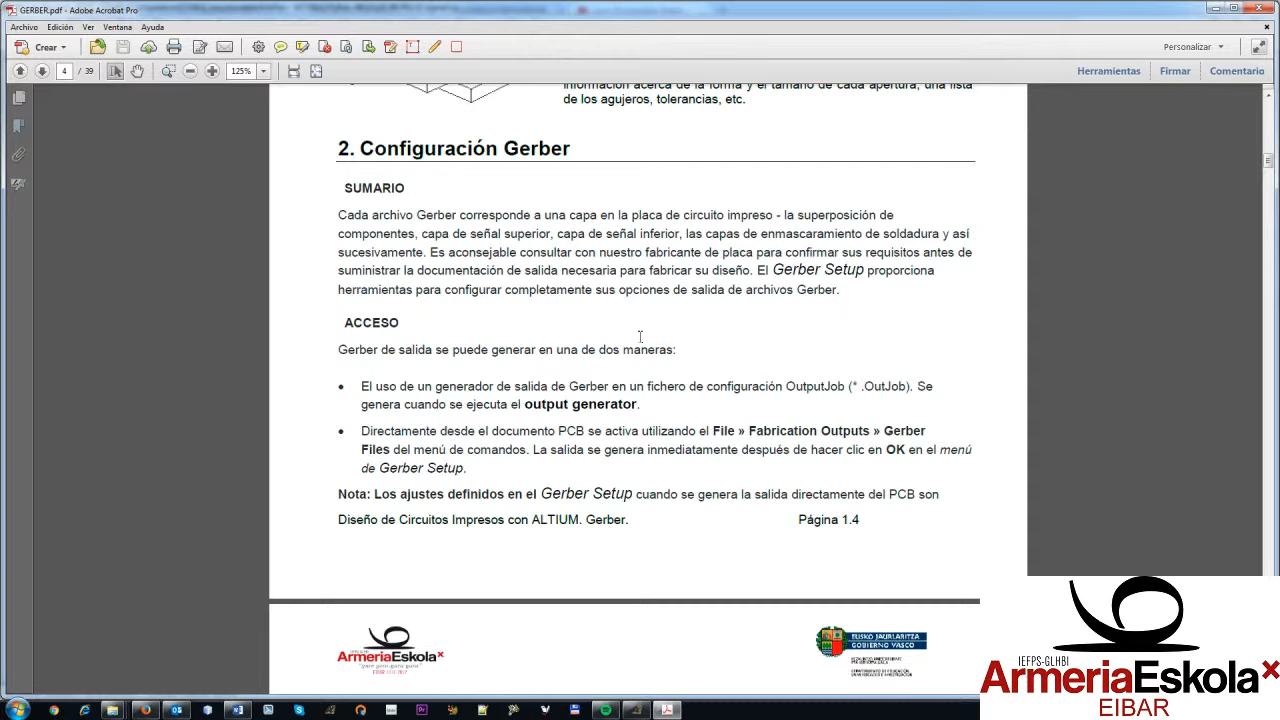 GERBER.pdf - Adobe Acrobat Pro
Archivo Edición Ver Ventana Ayuda
Crear
Personalizar
4 / 39
125%
Herramientas Firmar Comentario
información acerca de la forma y el tamaño de cada apertura, una lista
de los agujeros, tolerancias, etc.
2. Configuración Gerber
SUMARIO
Cada archivo Gerber corresponde a una capa en la placa de circuito impreso - la superposición de
componentes, capa de señal superior, capa de señal inferior, las capas de enmascaramiento de soldadura y así
sucesivamente. Es aconsejable consultar con nuestro fabricante de placa para confirmar sus requisitos antes de
suministrar la documentación de salida necesaria para fabricar su diseño. El Gerber Setup proporciona
herramientas para configurar completamente sus opciones de salida de archivos Gerber.
ACCESO
Gerber de salida se puede generar en una de dos maneras:
• El uso de un generador de salida de Gerber en un fichero de configuración OutputJob (* .OutJob). Se
genera cuando se ejecuta el output generator.
• Directamente desde el documento PCB se activa utilizando el File » Fabrication Outputs » Gerber
Files del menú de comandos. La salida se genera inmediatamente después de hacer clic en OK en el menú
de Gerber Setup.
Nota: Los ajustes definidos en el Gerber Setup cuando se genera la salida directamente del PCB son
Diseño de Circuitos Impresos con ALTIUM. Gerber. Página 1.4
ArmeriaEskola
EUSKO JAURLARITZA
GOBIERNO VASCO
IEFPS-GLHBI
ArmeriaEskola
EIBAR